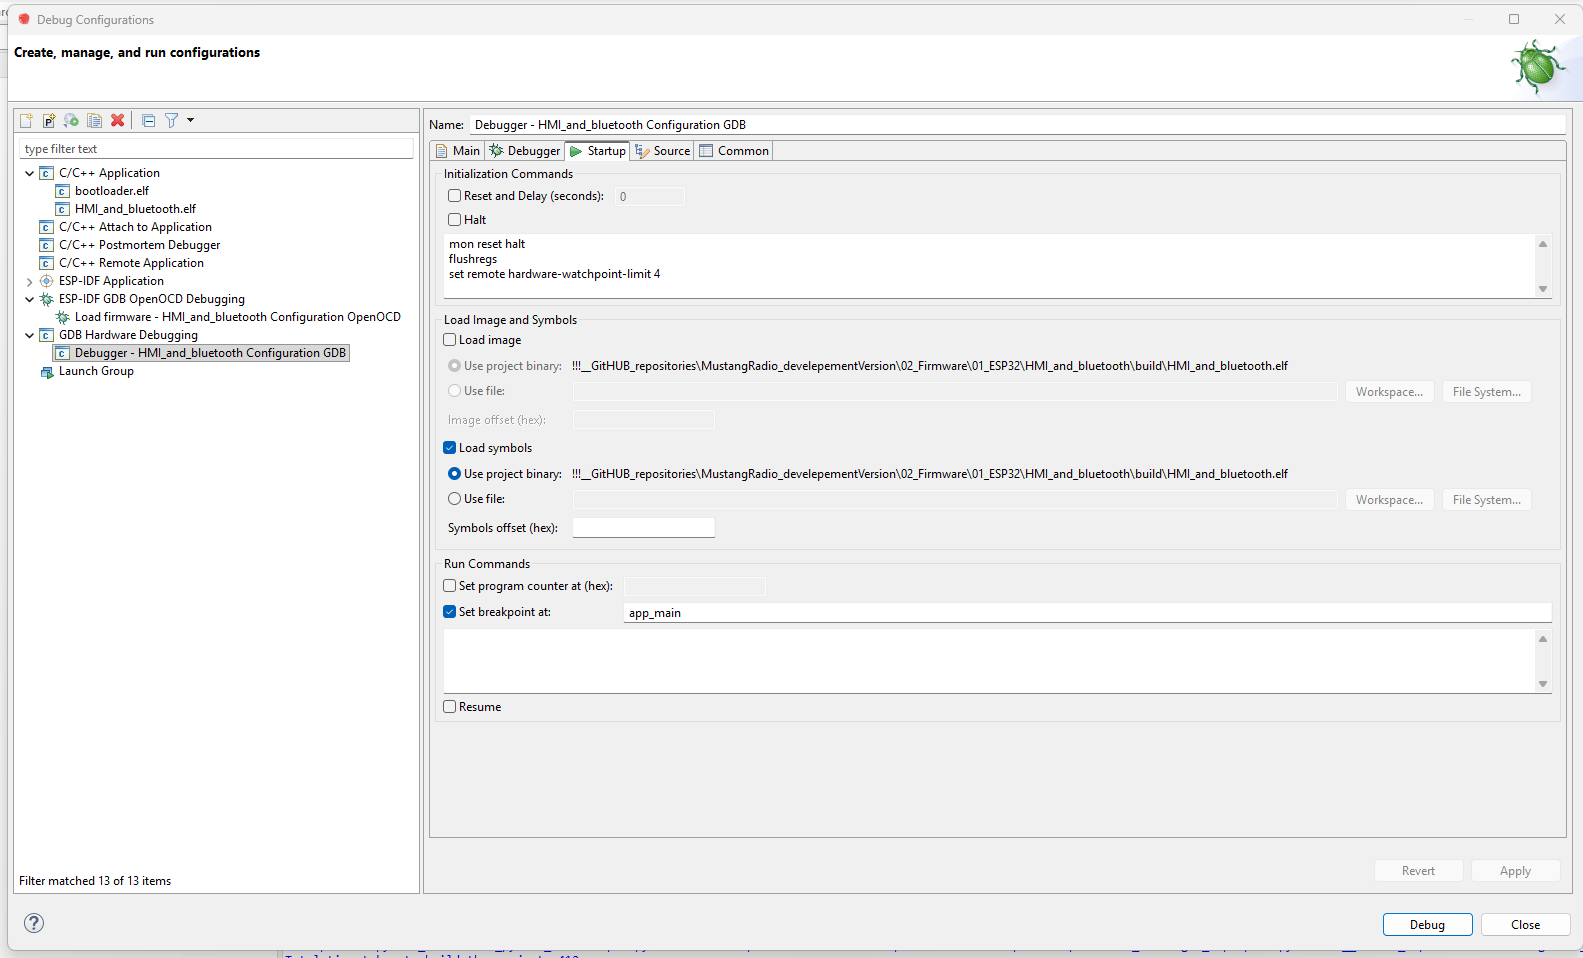 Debug Configurations
Create, manage, and run configurations
type filter text
C/C++ Application
bootloader.elf
HMI_and_bluetooth.elf
C/C++ Attach to Application
C/C++ Postmortem Debugger
C/C++ Remote Application
ESP-IDF Application
ESP-IDF GDB OpenOCD Debugging
Load firmware - HMI_and_bluetooth Configuration OpenOCD
GDB Hardware Debugging
Debugger - HMI_and_bluetooth Configuration GDB
Launch Group
Filter matched 13 of 13 items
Name: Debugger - HMI_and_bluetooth Configuration GDB
Main Debugger Startup Source Common
Initialization Commands
Reset and Delay (seconds): 0
Halt
mon reset halt
flushregs
set remote hardware-watchpoint-limit 4
Load Image and Symbols
Load image
Use project binary: !!!__GitHUB_repositories\MustangRadio_developementVersion\02_Firmware\01_ESP32\HMI_and_bluetooth\build\HMI_and_bluetooth.elf
Use file: Workspace... File System...
Image offset (hex):
Load symbols
Use project binary: !!!__GitHUB_repositories\MustangRadio_developementVersion\02_Firmware\01_ESP32\HMI_and_bluetooth\build\HMI_and_bluetooth.elf
Use file: Workspace... File System...
Symbols offset (hex):
Run Commands
Set program counter at (hex):
Set breakpoint at: app_main
Resume
Revert Apply
Debug Close